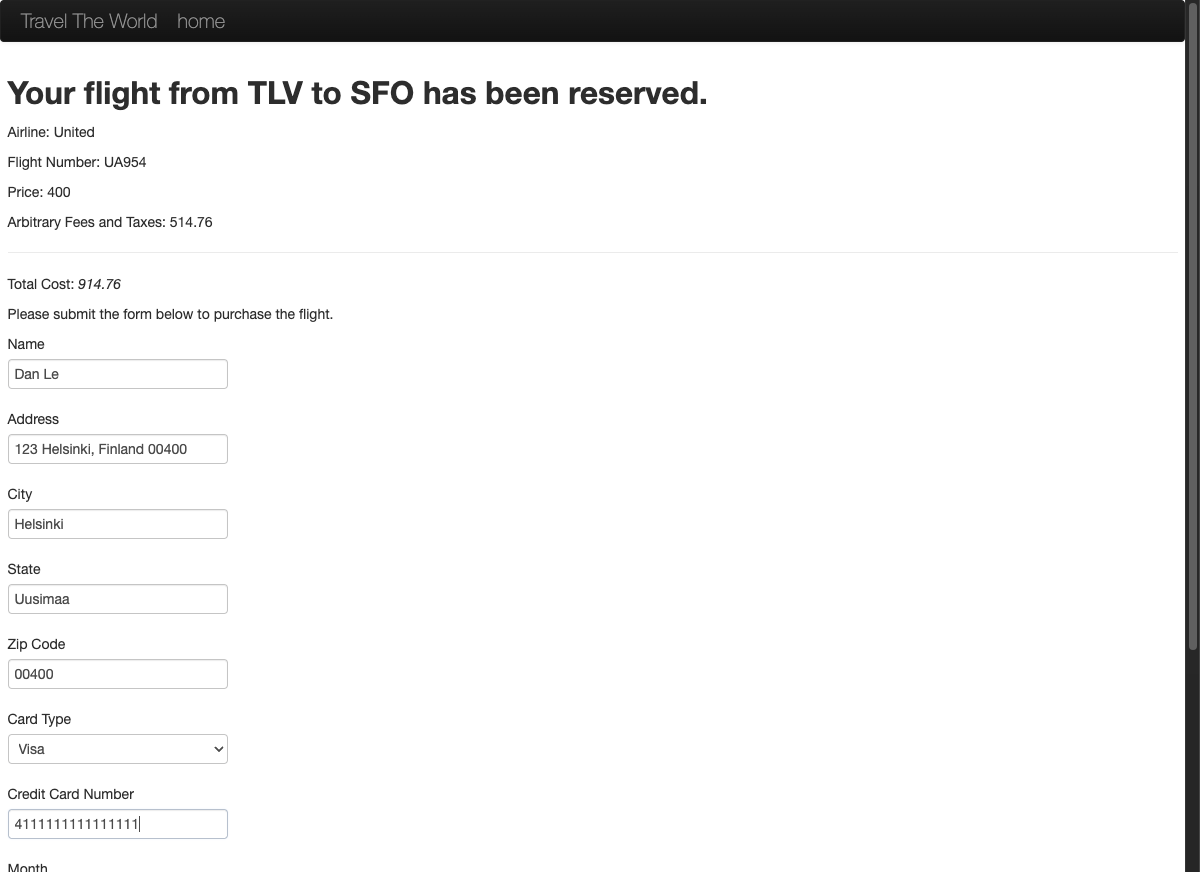 Travel The World home
Your flight from TLV to SFO has been reserved.
Airline: United
Flight Number: UA954
Price: 400
Arbitrary Fees and Taxes: 514.76
Total Cost: 914.76
Please submit the form below to purchase the flight.
Name
Dan Le
Address
123 Helsinki, Finland 00400
City
Helsinki
State
Uusimaa
Zip Code
00400
Card Type
Visa
Credit Card Number
4111111111111111
Month